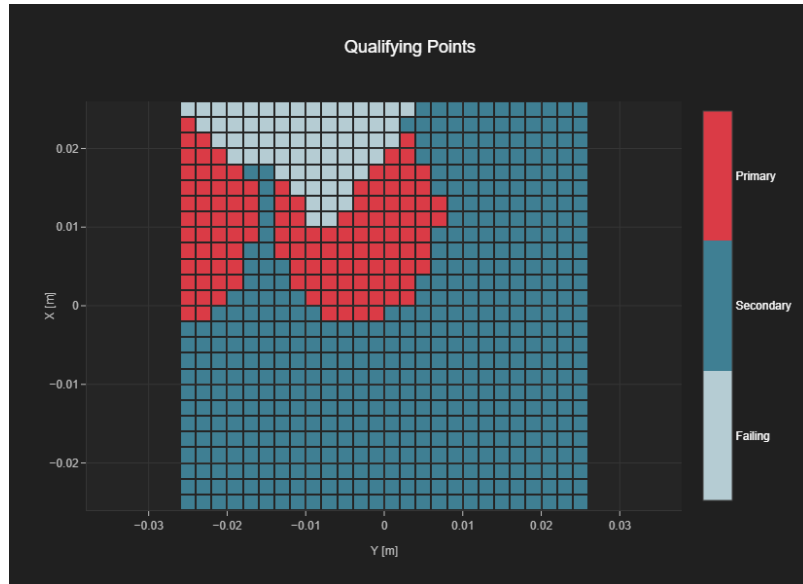 Qualifying Points
0.02
0.01
0
−0.01
−0.02
X [m]
−0.03
−0.02
−0.01
0
0.01
0.02
0.03
Y [m]
Primary
Secondary
Failing